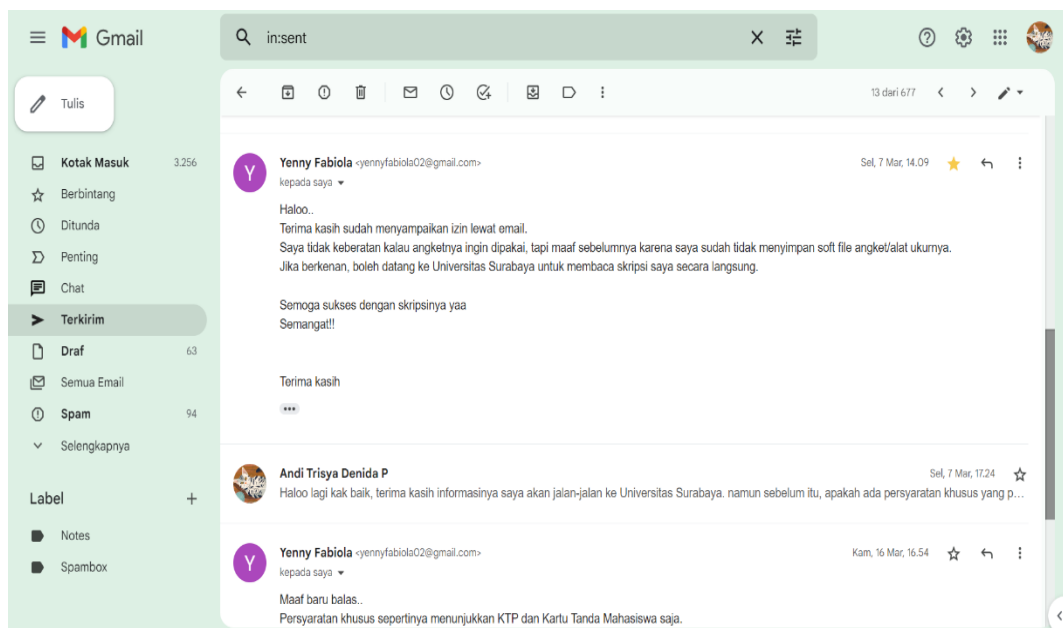 Gmail
in:sent
Tulis
13 dari 677
Kotak Masuk 3.256
Berbintang
Ditunda
Penting
Chat
Terkirim
Draf 63
Semua Email
Spam 94
Selengkapnya
Label
Notes
Spambox
Y
Yenny Fabiola <yennyfabiola02@gmail.com> Sel, 7 Mar, 14.09
kepada saya
Haloo..
Terima kasih sudah menyampaikan izin lewat email.
Saya tidak keberatan kalau angketnya ingin dipakai, tapi maaf sebelumnya karena saya sudah tidak menyimpan soft file angket/alat ukurnya.
Jika berkenan, boleh datang ke Universitas Surabaya untuk membaca skripsi saya secara langsung.
Semoga sukses dengan skripsinya yaa
Semangat!!
Terima kasih
Andi Trisya Denida P Sel, 7 Mar, 17.24
Haloo lagi kak baik, terima kasih informasinya saya akan jalan-jalan ke Universitas Surabaya. namun sebelum itu, apakah ada persyaratan khusus yang p...
Y
Yenny Fabiola <yennyfabiola02@gmail.com> Kam, 16 Mar, 16.54
kepada saya
Maaf baru balas..
Persyaratan khusus sepertinya menunjukkan KTP dan Kartu Tanda Mahasiswa saja.